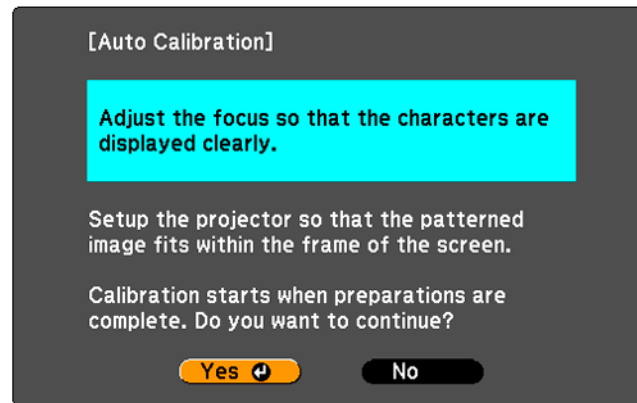 [Auto Calibration]
Adjust the focus so that the characters are
displayed clearly.
Setup the projector so that the patterned
image fits within the frame of the screen.
Calibration starts when preparations are
complete. Do you want to continue?
Yes No